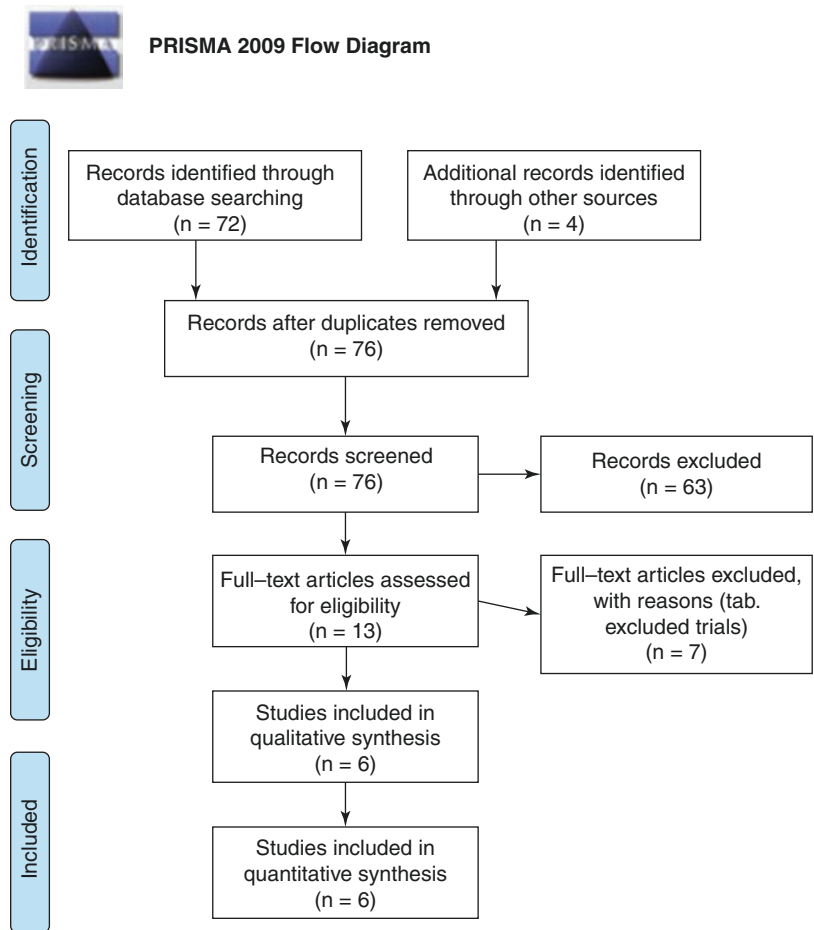 PRISMA
PRISMA 2009 Flow Diagram
Identification
Records identified through
database searching
(n = 72)
Additional records identified
through other sources
(n = 4)
Records after duplicates removed
(n = 76)
Screening
Records screened
(n = 76)
Records excluded
(n = 63)
Eligibility
Full–text articles assessed
for eligibility
(n = 13)
Full–text articles excluded,
with reasons (tab.
excluded trials)
(n = 7)
Studies included in
qualitative synthesis
(n = 6)
Included
Studies included in
quantitative synthesis
(n = 6)